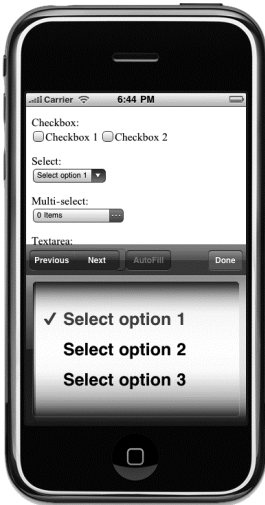 Carrier 6:44 PM
Checkbox:
Checkbox 1 Checkbox 2
Select:
Select option 1
Multi-select:
0 Items ...
Textarea:
Previous Next AutoFill Done
✓ Select option 1
Select option 2
Select option 3